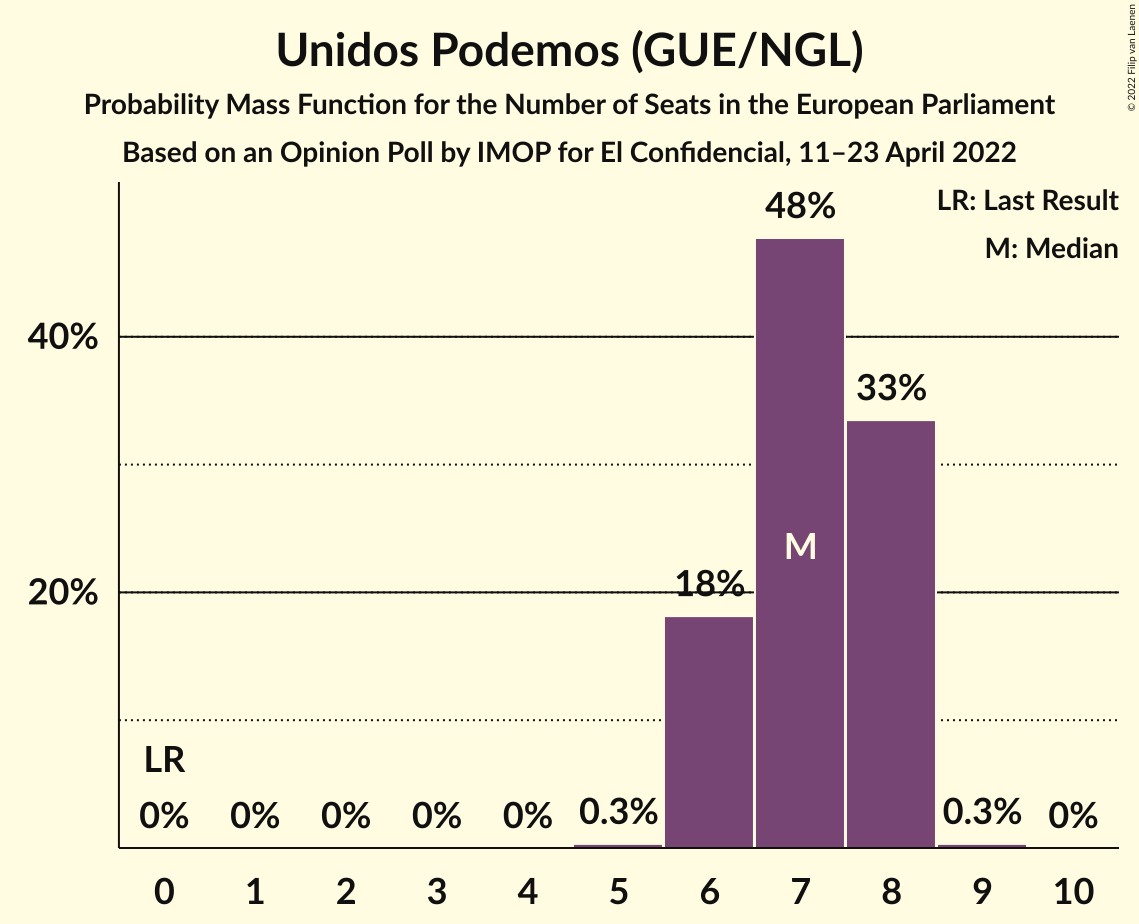 Unidos Podemos (GUE/NGL)
Probability Mass Function for the Number of Seats in the European Parliament
Based on an Opinion Poll by IMOP for El Confidencial, 11–23 April 2022
© 2022 Filip van Laenen
LR: Last Result
M: Median
48%
40%
33%
M
20%
18%
LR
0% 0% 0% 0% 0% 0.3% 0.3% 0%
0 1 2 3 4 5 6 7 8 9 10